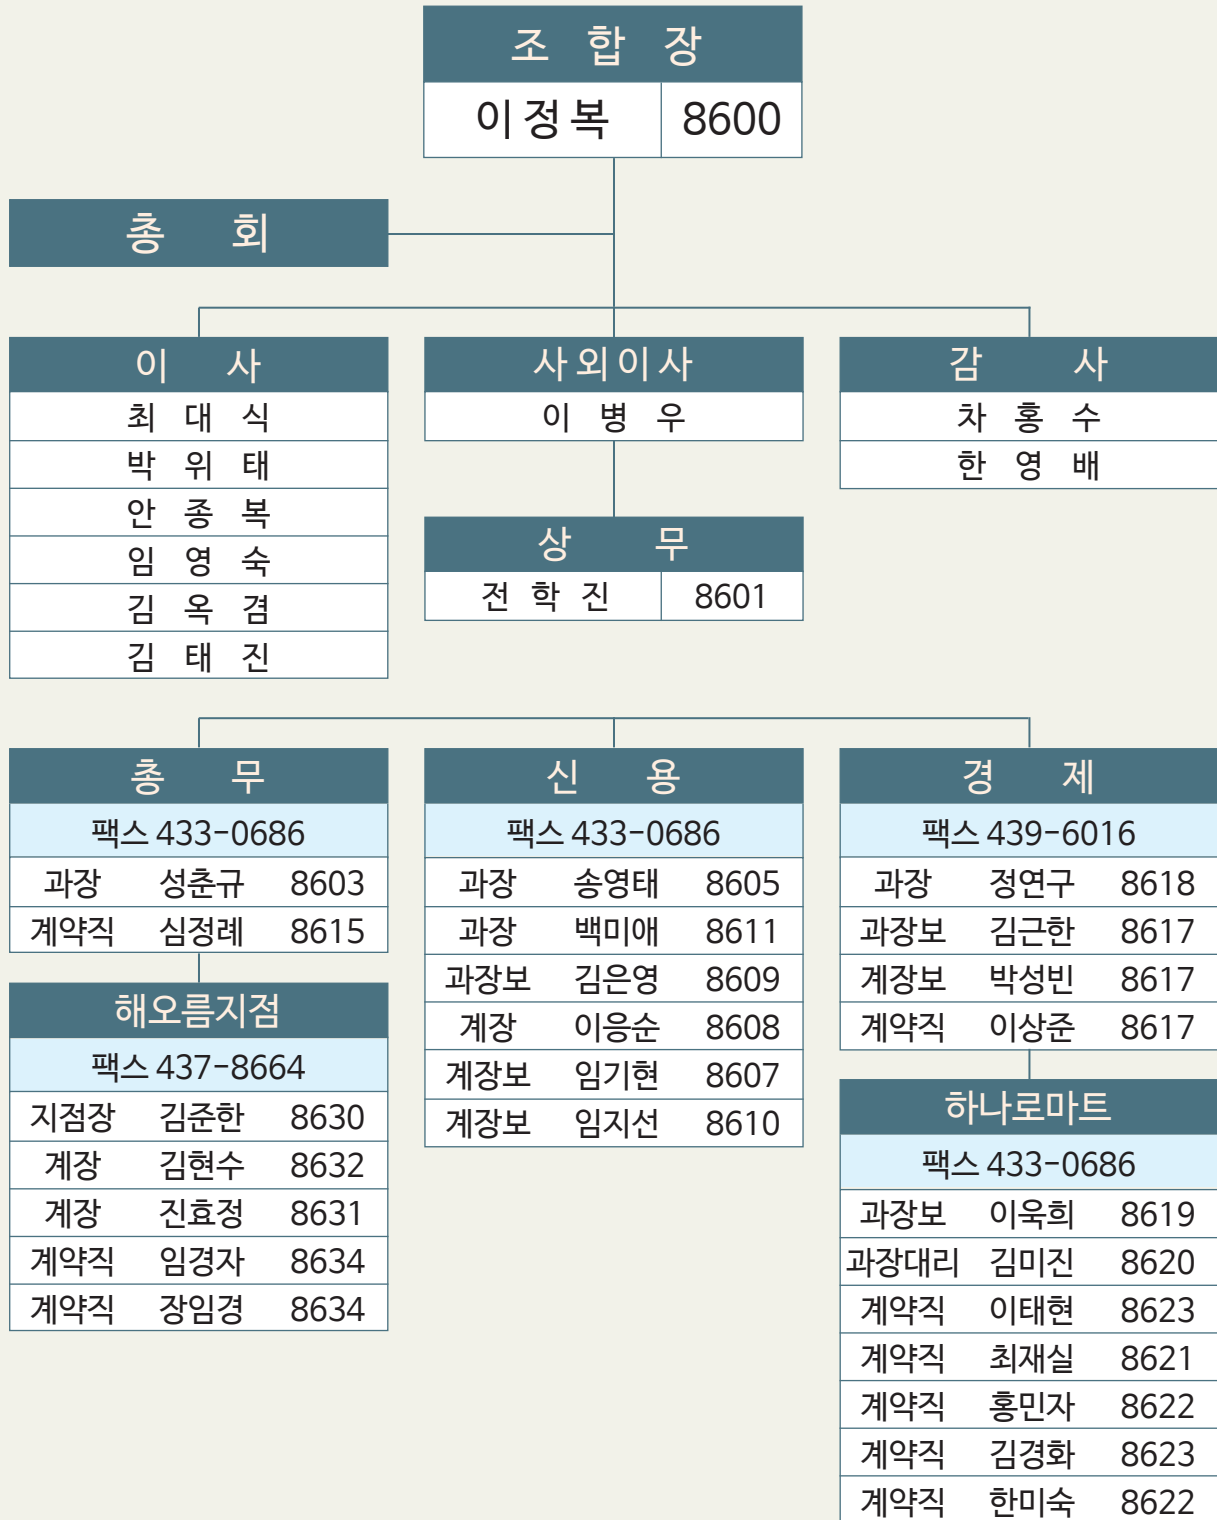 조 합 장
이정복 8600
총 회
이 사
최 대 식
박 위 태
안 종 복
임 영 숙
김 옥 겸
김 태 진
사외이사
이 병 우
감 사
차 홍 수
한 영 배
상 무
전 학 진 8601
총 무
팩스 433-0686
과장 성춘규 8603
계약직 심정례 8615
해오름지점
팩스 437-8664
지점장 김준한 8630
계장 김현수 8632
계장 진효정 8631
계약직 임경자 8634
계약직 장임경 8634
신 용
팩스 433-0686
과장 송영태 8605
과장 백미애 8611
과장보 김은영 8609
계장 이응순 8608
계장보 임기현 8607
계장보 임지선 8610
경 제
팩스 439-6016
과장 정연구 8618
과장보 김근한 8617
계장보 박성빈 8617
계약직 이상준 8617
하나로마트
팩스 433-0686
과장보 이욱희 8619
과장대리 김미진 8620
계약직 이태현 8623
계약직 최재실 8621
계약직 홍민자 8622
계약직 김경화 8623
계약직 한미숙 8622